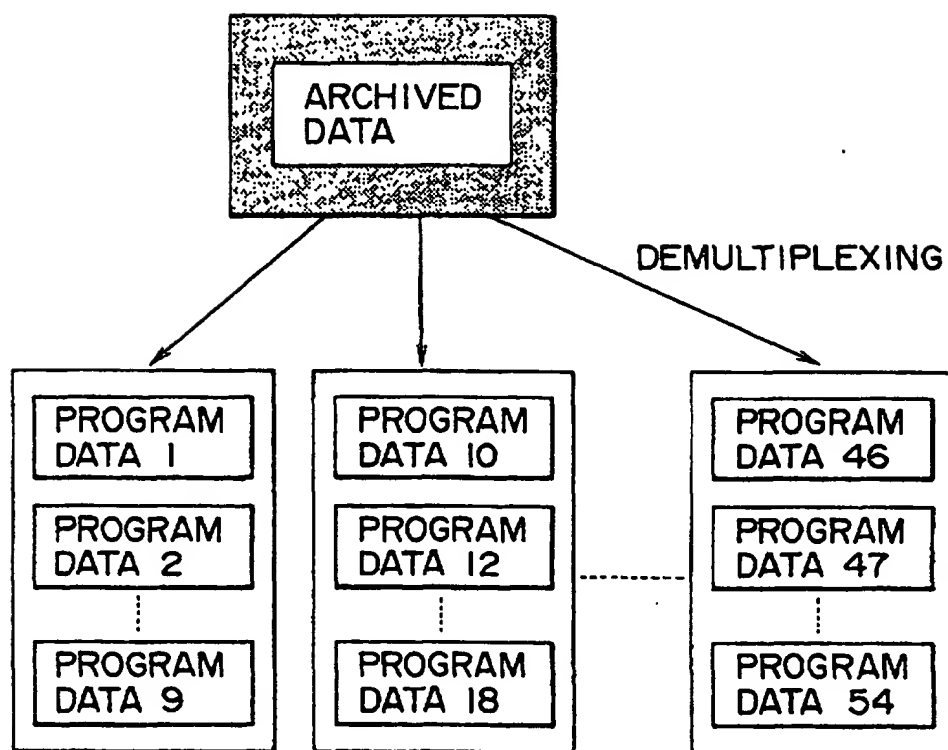 ARCHIVED
DATA
DEMULTIPLEXING
PROGRAM
DATA 1
PROGRAM
DATA 2
PROGRAM
DATA 9
PROGRAM
DATA 10
PROGRAM
DATA 12
PROGRAM
DATA 18
PROGRAM
DATA 46
PROGRAM
DATA 47
PROGRAM
DATA 54